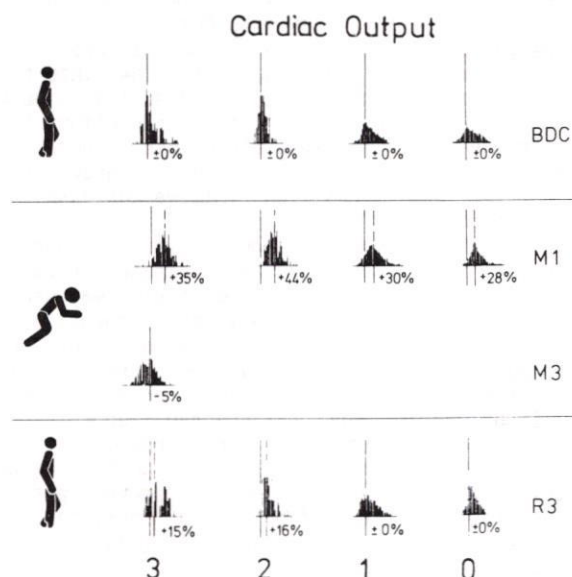 Cardiac Output
±0% ±0% ±0% ±0% BDC
+35% +44% +30% +28% M1
-5% M3
+15% +16% ±0% ±0% R3
3 2 1 0